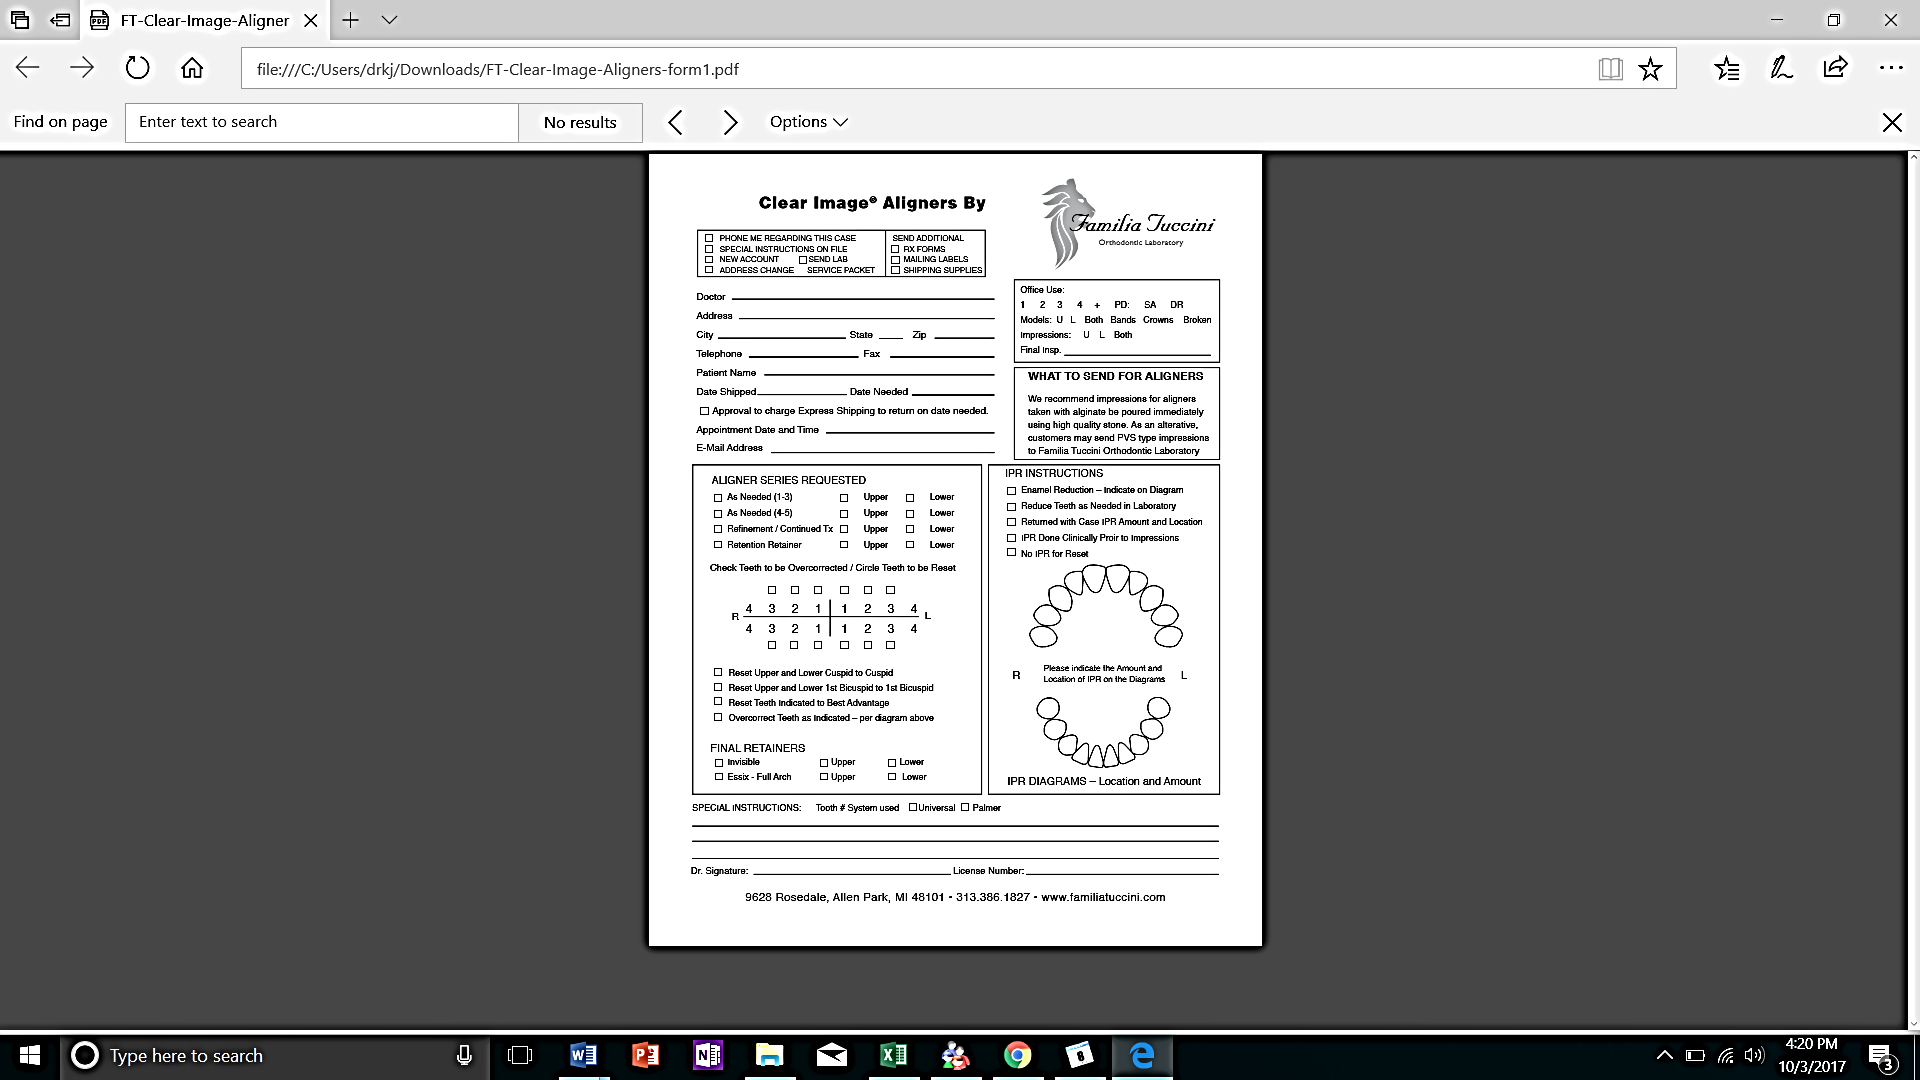 FT-Clear-Image-Aligner
file:///C:/Users/drkj/Downloads/FT-Clear-Image-Aligners-form1.pdf
Find on page Enter text to search No results Options
Clear Image® Aligners By
Familia Tuccini
Orthodontic Laboratory
PHONE ME REGARDING THIS CASE
SPECIAL INSTRUCTIONS ON FILE
NEW ACCOUNT SEND LAB
ADDRESS CHANGE SERVICE PACKET
SEND ADDITIONAL
RX FORMS
MAILING LABELS
SHIPPING SUPPLIES
Doctor
Address
City State Zip
Telephone Fax
Patient Name
Date Shipped Date Needed
Approval to charge Express Shipping to return on date needed.
Appointment Date and Time
E-Mail Address
Office Use:
1 2 3 4 + PD: SA DR
Models: U L Both Bands Crowns Broken
Impressions: U L Both
Final Insp.
WHAT TO SEND FOR ALIGNERS
We recommend impressions for aligners
taken with alginate be poured immediately
using high quality stone. As an alterative,
customers may send PVS type impressions
to Familia Tuccini Orthodontic Laboratory
ALIGNER SERIES REQUESTED
As Needed (1-3) Upper Lower
As Needed (4-5) Upper Lower
Refinement / Continued Tx Upper Lower
Retention Retainer Upper Lower
Check Teeth to be Overcorrected / Circle Teeth to be Reset
4 3 2 1 1 2 3 4
R L
4 3 2 1 1 2 3 4
Reset Upper and Lower Cuspid to Cuspid
Reset Upper and Lower 1st Bicuspid to 1st Bicuspid
Reset Teeth Indicated to Best Advantage
Overcorrect Teeth as Indicated – per diagram above
FINAL RETAINERS
Invisible Upper Lower
Essix - Full Arch Upper Lower
IPR INSTRUCTIONS
Enamel Reduction – Indicate on Diagram
Reduce Teeth as Needed in Laboratory
Returned with Case IPR Amount and Location
IPR Done Clinically Proir to Impressions
No IPR for Reset
Please indicate the Amount and
R L
Location of IPR on the Diagrams
IPR DIAGRAMS – Location and Amount
SPECIAL INSTRUCTIONS: Tooth # System used Universal Palmer
Dr. Signature: License Number:
9628 Rosedale, Allen Park, MI 48101 • 313.386.1827 • www.familiatuccini.com
Type here to search
4:20 PM
10/3/2017
3